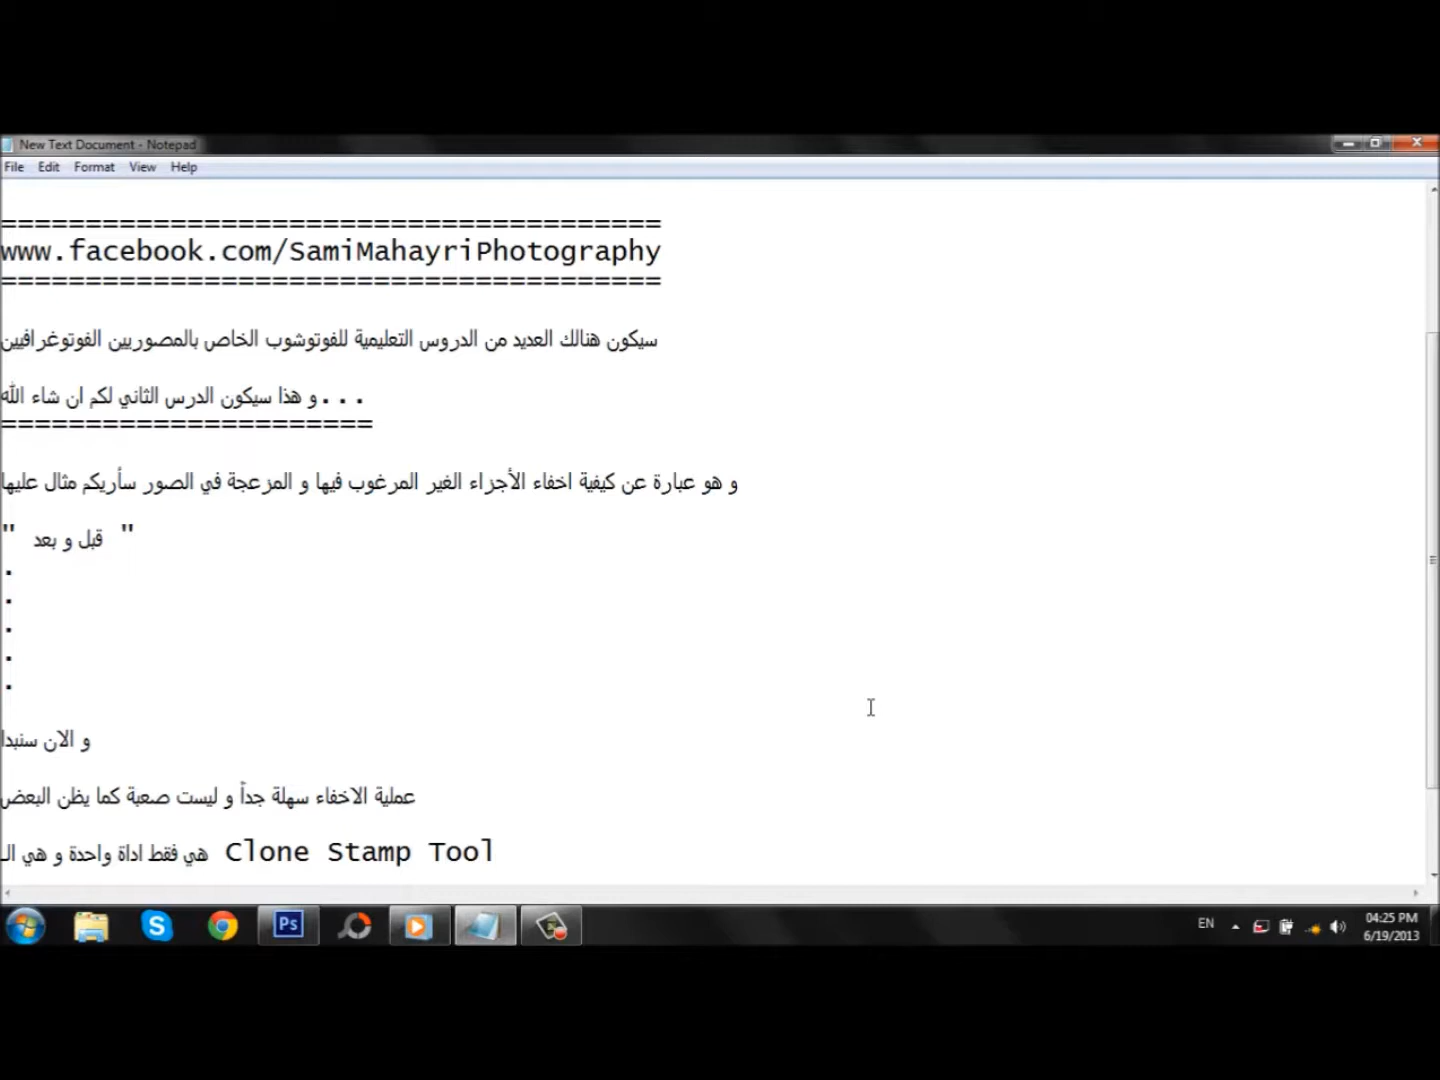 New Text Document - Notepad
File Edit Format View Help
=======================================
www.facebook.com/SamiMahayriPhotography
=======================================
سيكون هنالك العديد من الدروس التعليمية للفوتوشوب الخاص بالمصوريين الفوتوغرافيين
و هذا سيكون الدرس الثاني لكم ان شاء الله...
======================
و هو عبارة عن كيفية اخفاء الأجزاء الغير المرغوب فيها و المزعجة في الصور سأريكم مثال عليها
" قبل و بعد "
.
.
.
.
.
و الان سنبدا
عملية الاخفاء سهلة جداً و ليست صعبة كما يظن البعض
هي فقط اداة واحدة و هي الـ Clone Stamp Tool
Ps
EN
04:25 PM
6/19/2013